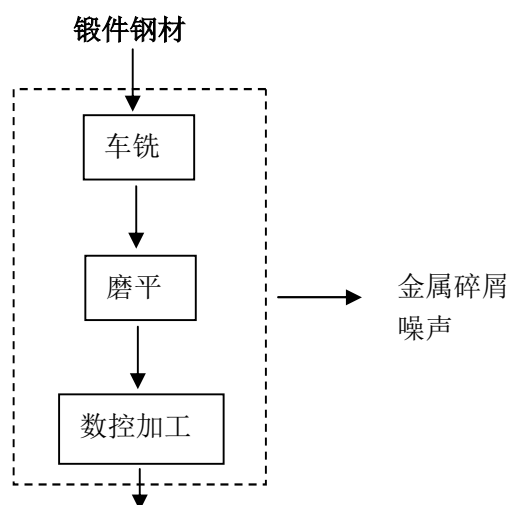 锻件钢材
车铣
磨平
金属碎屑
噪声
数控加工